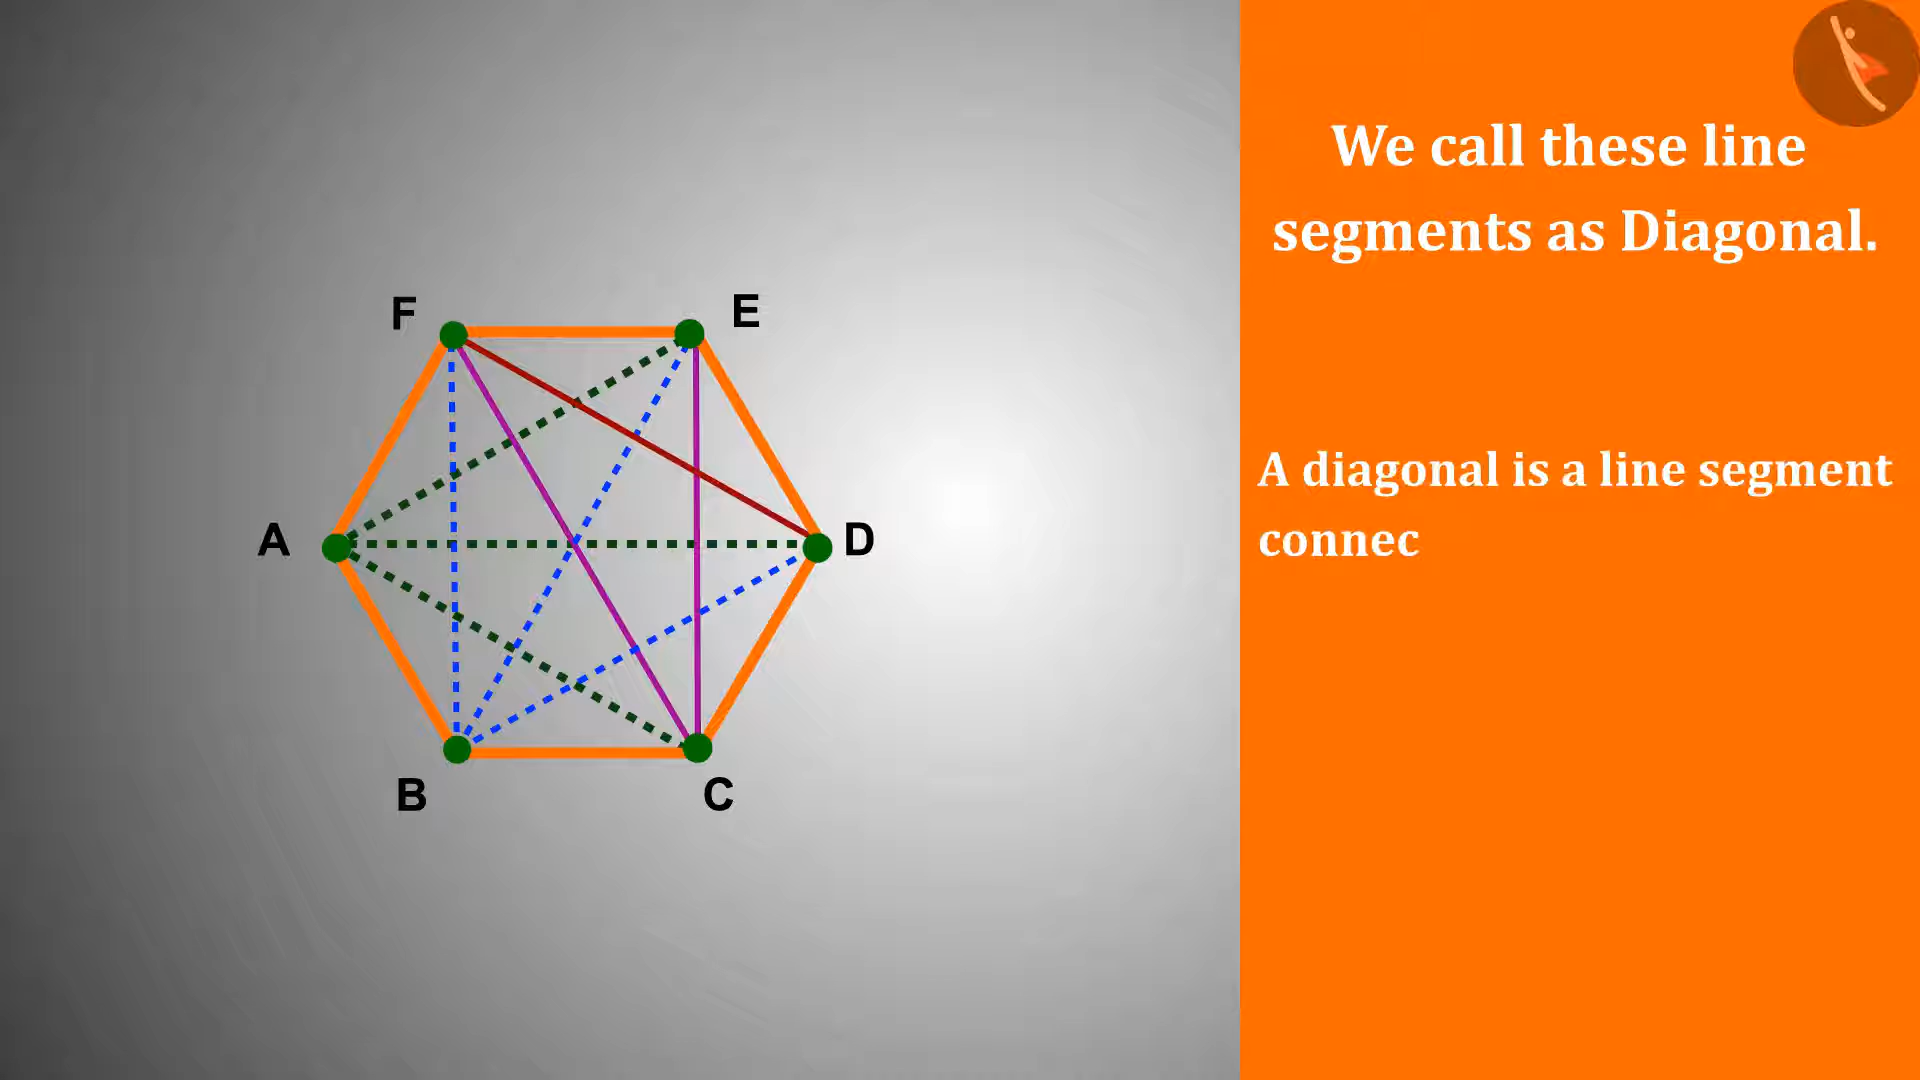 We call these line
segments as Diagonal.
F
E
A diagonal is a line segment
connec
A
D
B
C